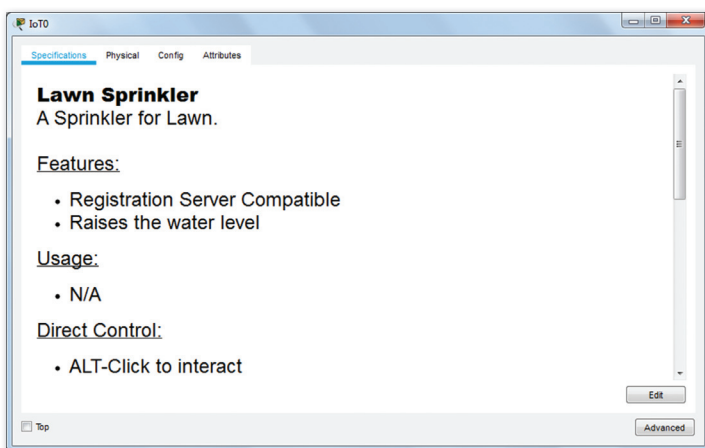 IoT0
Specifications Physical Config Attributes
Lawn Sprinkler
A Sprinkler for Lawn.
Features:
• Registration Server Compatible
• Raises the water level
Usage:
• N/A
Direct Control:
• ALT-Click to interact
Edit
Top Advanced